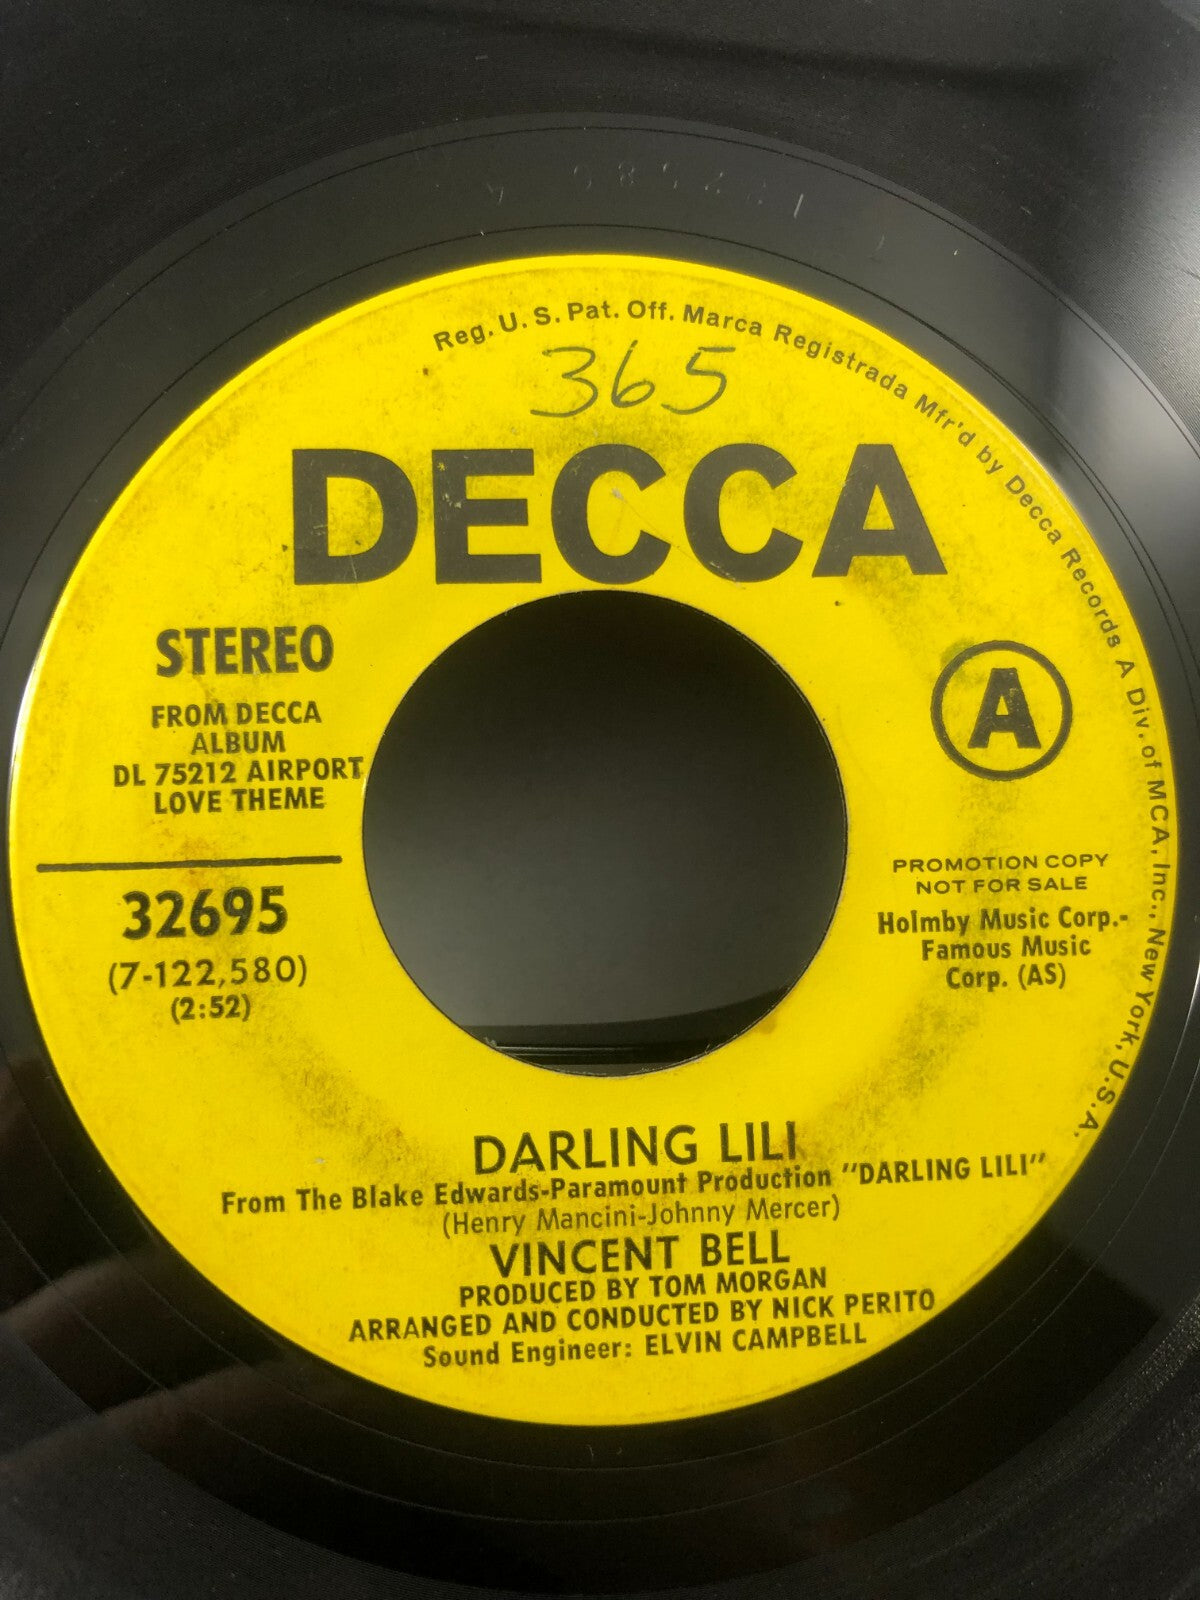 Reg. U. S. Pat. Off. Marca Registrada Mfr'd by Decca Records A Div. of MCA, Inc., New York, U.S.A.
365
DECCA
STEREO
FROM DECCA
ALBUM
DL 75212 AIRPORT
LOVE THEME
32695
(7-122,580)
(2:52)
A
PROMOTION COPY
NOT FOR SALE
Holmby Music Corp.-
Famous Music
Corp. (AS)
DARLING LILI
From The Blake Edwards-Paramount Production "DARLING LILI"
(Henry Mancini-Johnny Mercer)
VINCENT BELL
PRODUCED BY TOM MORGAN
ARRANGED AND CONDUCTED BY NICK PERITO
Sound Engineer: ELVIN CAMPBELL